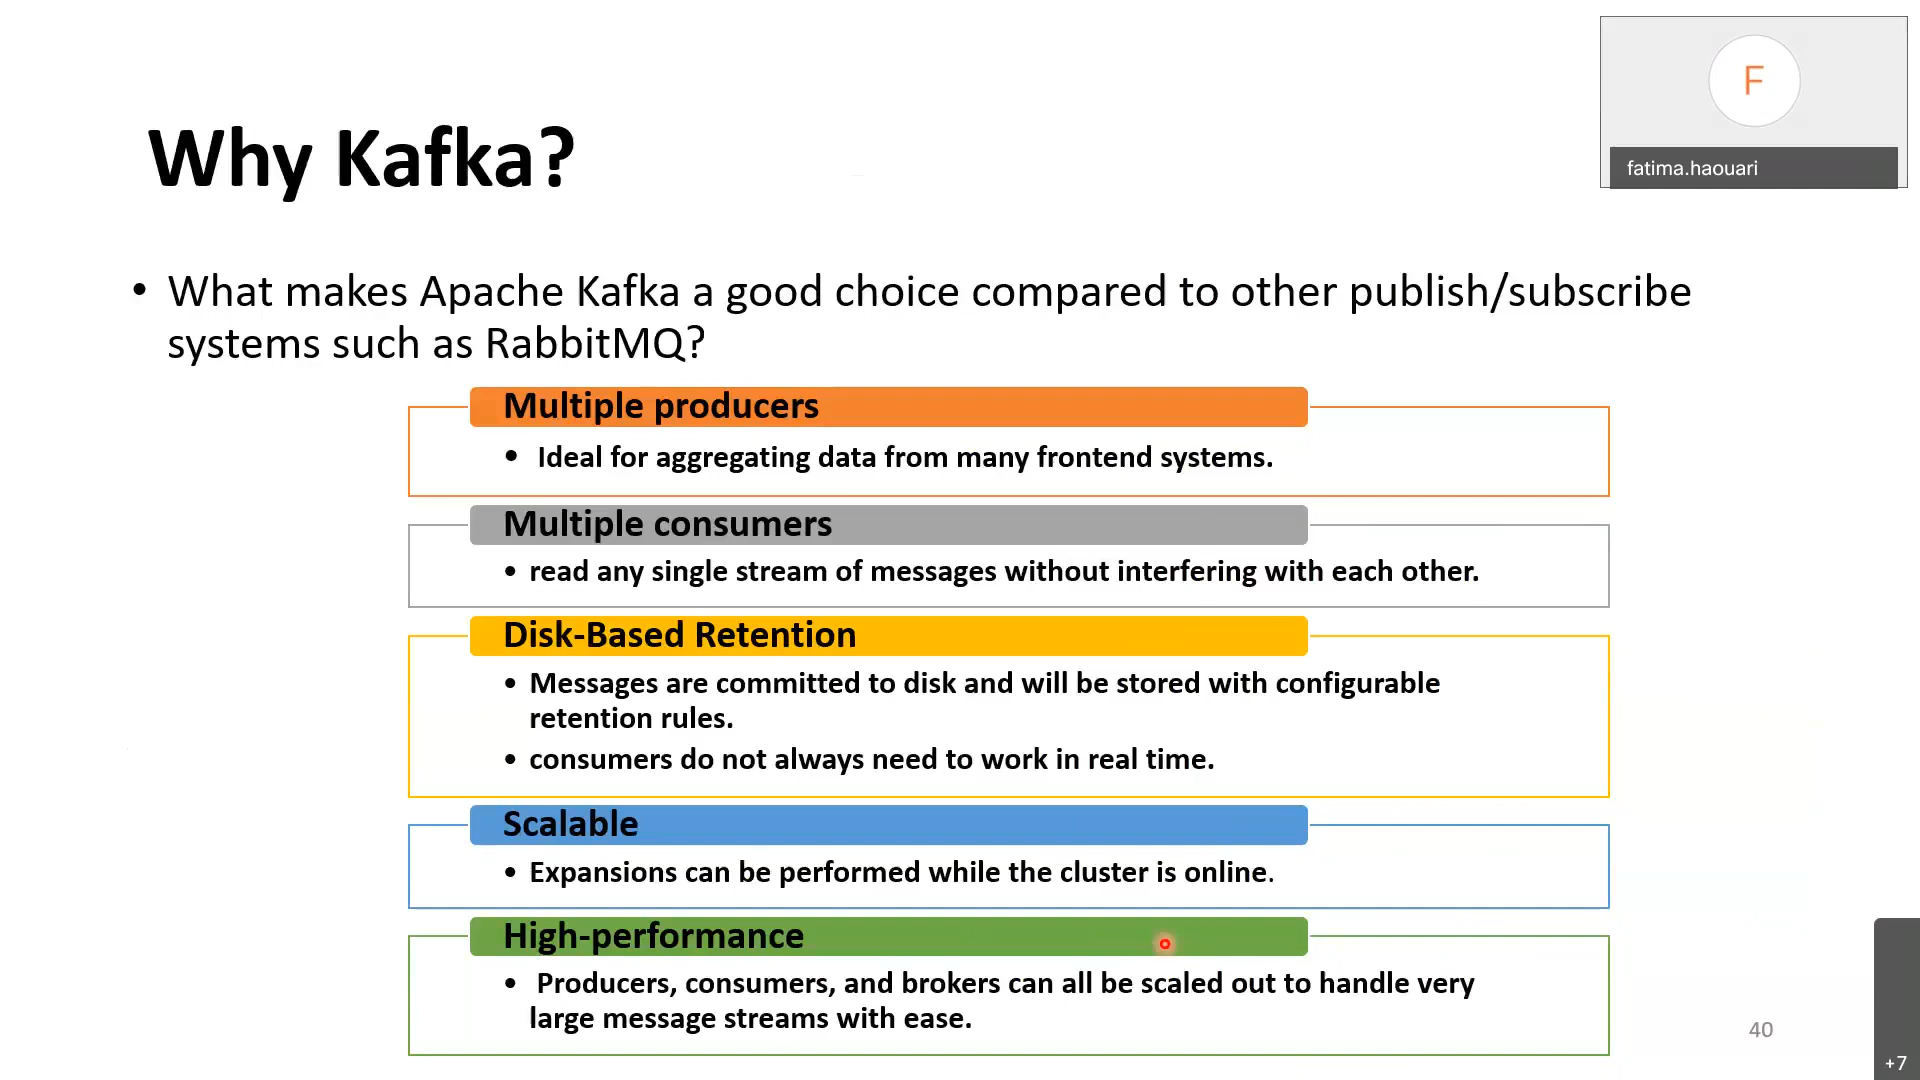 F
fatima.haouari
Why Kafka?
• What makes Apache Kafka a good choice compared to other publish/subscribe
systems such as RabbitMQ?
Multiple producers
• Ideal for aggregating data from many frontend systems.
Multiple consumers
• read any single stream of messages without interfering with each other.
Disk-Based Retention
• Messages are committed to disk and will be stored with configurable
retention rules.
• consumers do not always need to work in real time.
Scalable
• Expansions can be performed while the cluster is online.
High-performance
• Producers, consumers, and brokers can all be scaled out to handle very
large message streams with ease.
40
+7